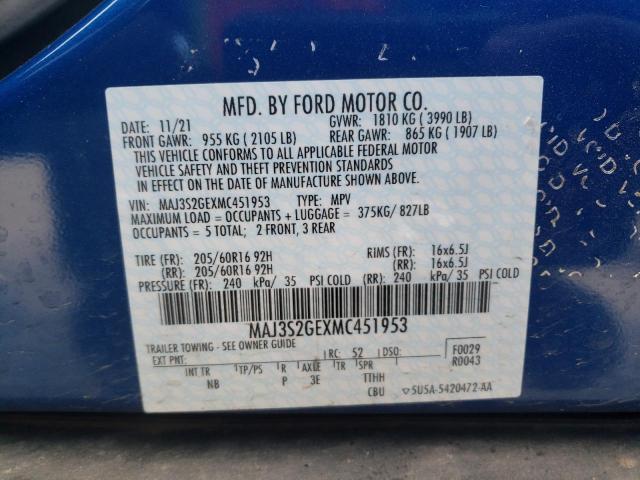 MFD. BY FORD MOTOR CO.
DATE: 11/21 GVWR: 1810 KG ( 3990 LB)
FRONT GAWR: 955 KG ( 2105 LB) REAR GAWR: 865 KG ( 1907 LB)
THIS VEHICLE CONFORMS TO ALL APPLICABLE FEDERAL MOTOR
VEHICLE SAFETY AND THEFT PREVENTION STANDARDS
IN EFFECT ON THE DATE OF MANUFACTURE SHOWN ABOVE.
VIN: MAJ3S2GEXMC451953 TYPE: MPV
MAXIMUM LOAD = OCCUPANTS + LUGGAGE = 375KG/ 827LB
OCCUPANTS = 5 TOTAL; 2 FRONT, 3 REAR
TIRE (FR): 205/60R16 92H RIMS (FR): 16x6.5J
(RR): 205/60R16 92H (RR): 16x6.5J
PRESSURE (FR): 240 kPa/ 35 PSI COLD (RR): 240 kPa/ 35 PSI COLD
MAJ3S2GEXMC451953
TRAILER TOWING - SEE OWNER GUIDE
EXT PNT: RC: 52 DSO: F0029
R0043
INT TR TP/PS R AXLE TR SPR
NB P 3E TTHH
CBU 5U5A-5420472-AA